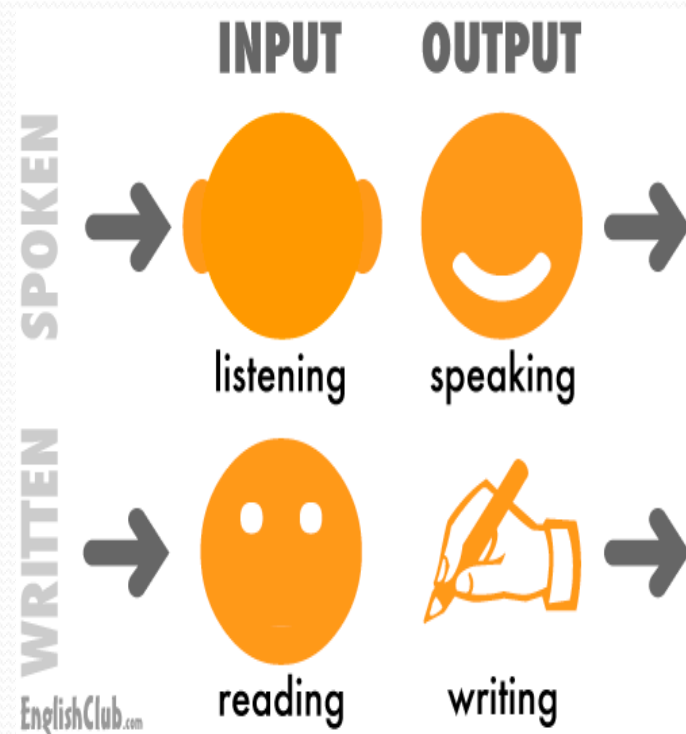 INPUT OUTPUT
SPOKEN
listening speaking
WRITTEN
reading writing
EnglishClub.com